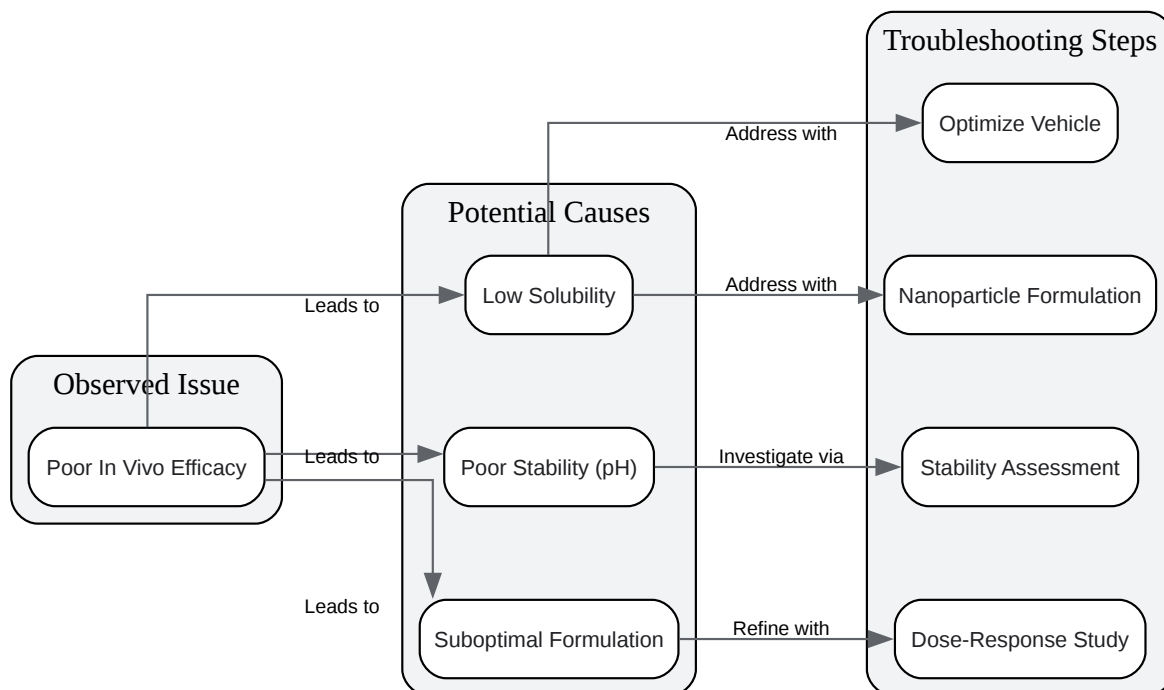 Troubleshooting Steps
Optimize Vehicle
Address with
Potential Causes
Low Solubility
Address with
Nanoparticle Formulation
Leads to
Observed Issue
Poor In Vivo Efficacy
Leads to
Poor Stability (pH)
Investigate via
Stability Assessment
Leads to
Suboptimal Formulation
Refine with
Dose-Response Study